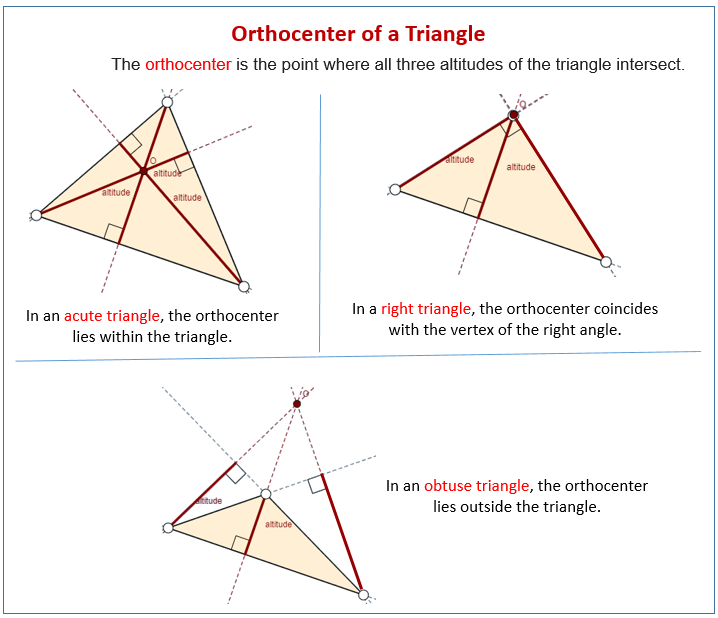 Orthocenter of a Triangle
The orthocenter is the point where all three altitudes of the triangle intersect.
O
altitude
altitude
altitude
In an acute triangle, the orthocenter
lies within the triangle.
O
altitude
altitude
In a right triangle, the orthocenter coincides
with the vertex of the right angle.
O
altitude
altitude
In an obtuse triangle, the orthocenter
lies outside the triangle.